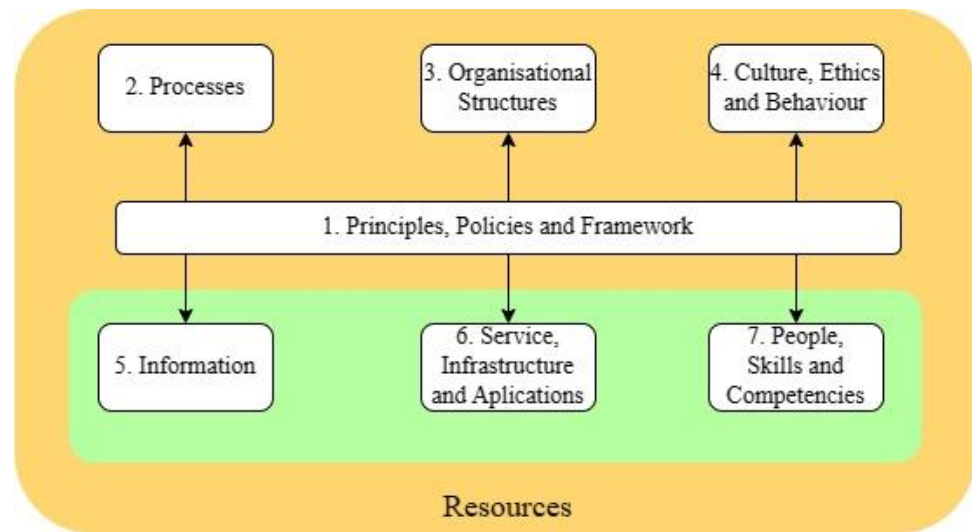 2. Processes
3. Organisational
Structures
4. Culture, Ethics
and Behaviour
1. Principles, Policies and Framework
5. Information
6. Service,
Infrastructure
and Aplications
7. People,
Skills and
Competencies
Resources